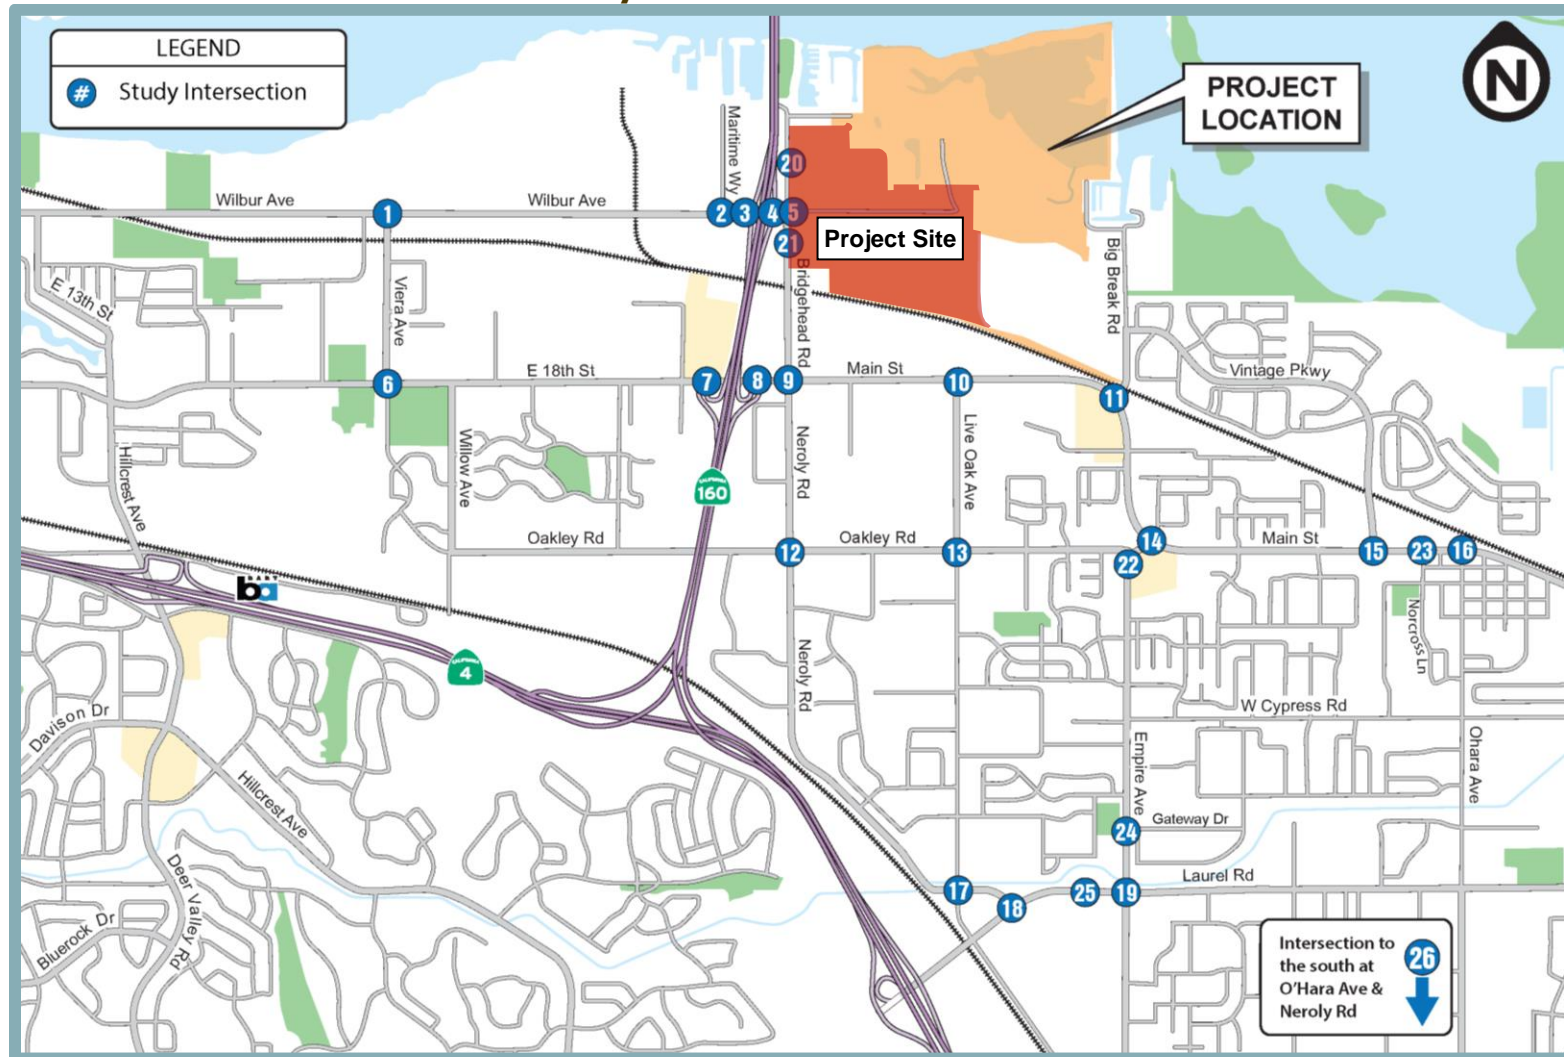 LEGEND
# Study Intersection
N
PROJECT
LOCATION
Maritime Wy
20
Wilbur Ave
1
Wilbur Ave
2
3
4
5
Project Site
21
Bridgehead Rd
Big Break Rd
E 13th St
Viera Ave
6
E 18th St
7
8
9
Main St
10
11
Vintage Pkwy
Hillcrest Ave
Willow Ave
CALIFORNIA
160
Neroly Rd
Live Oak Ave
Oakley Rd
12
Oakley Rd
13
14
22
Main St
15
23
16
BART
ba
CALIFORNIA
4
Neroly Rd
Norcross Ln
W Cypress Rd
Davison Dr
Hillcrest Ave
Empire Ave
Ohara Ave
24
Gateway Dr
Deer Valley Rd
Bluerock Dr
Laurel Rd
17
18
25
19
Intersection to
the south at
O'Hara Ave &
Neroly Rd
26